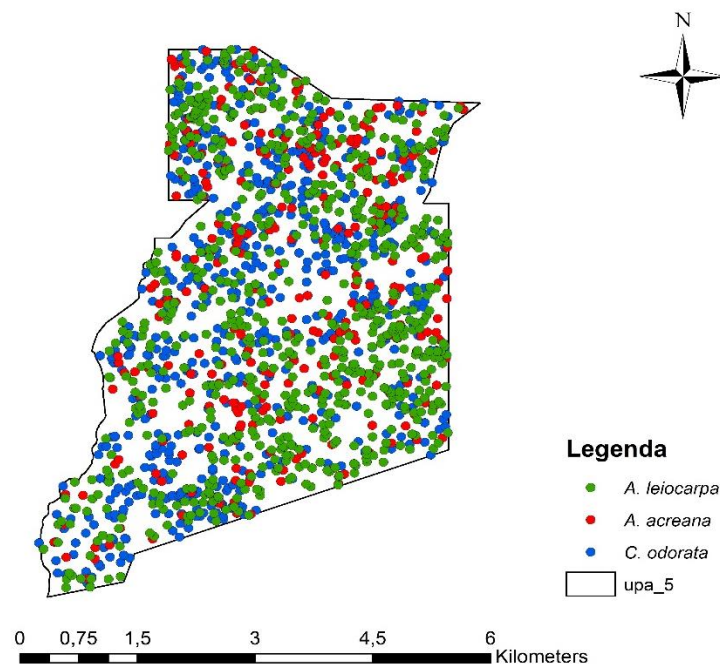 N
Legenda
A. leiocarpa
A. acreana
C. odorata
upa_5
0 0,75 1,5 3 4,5 6
Kilometers